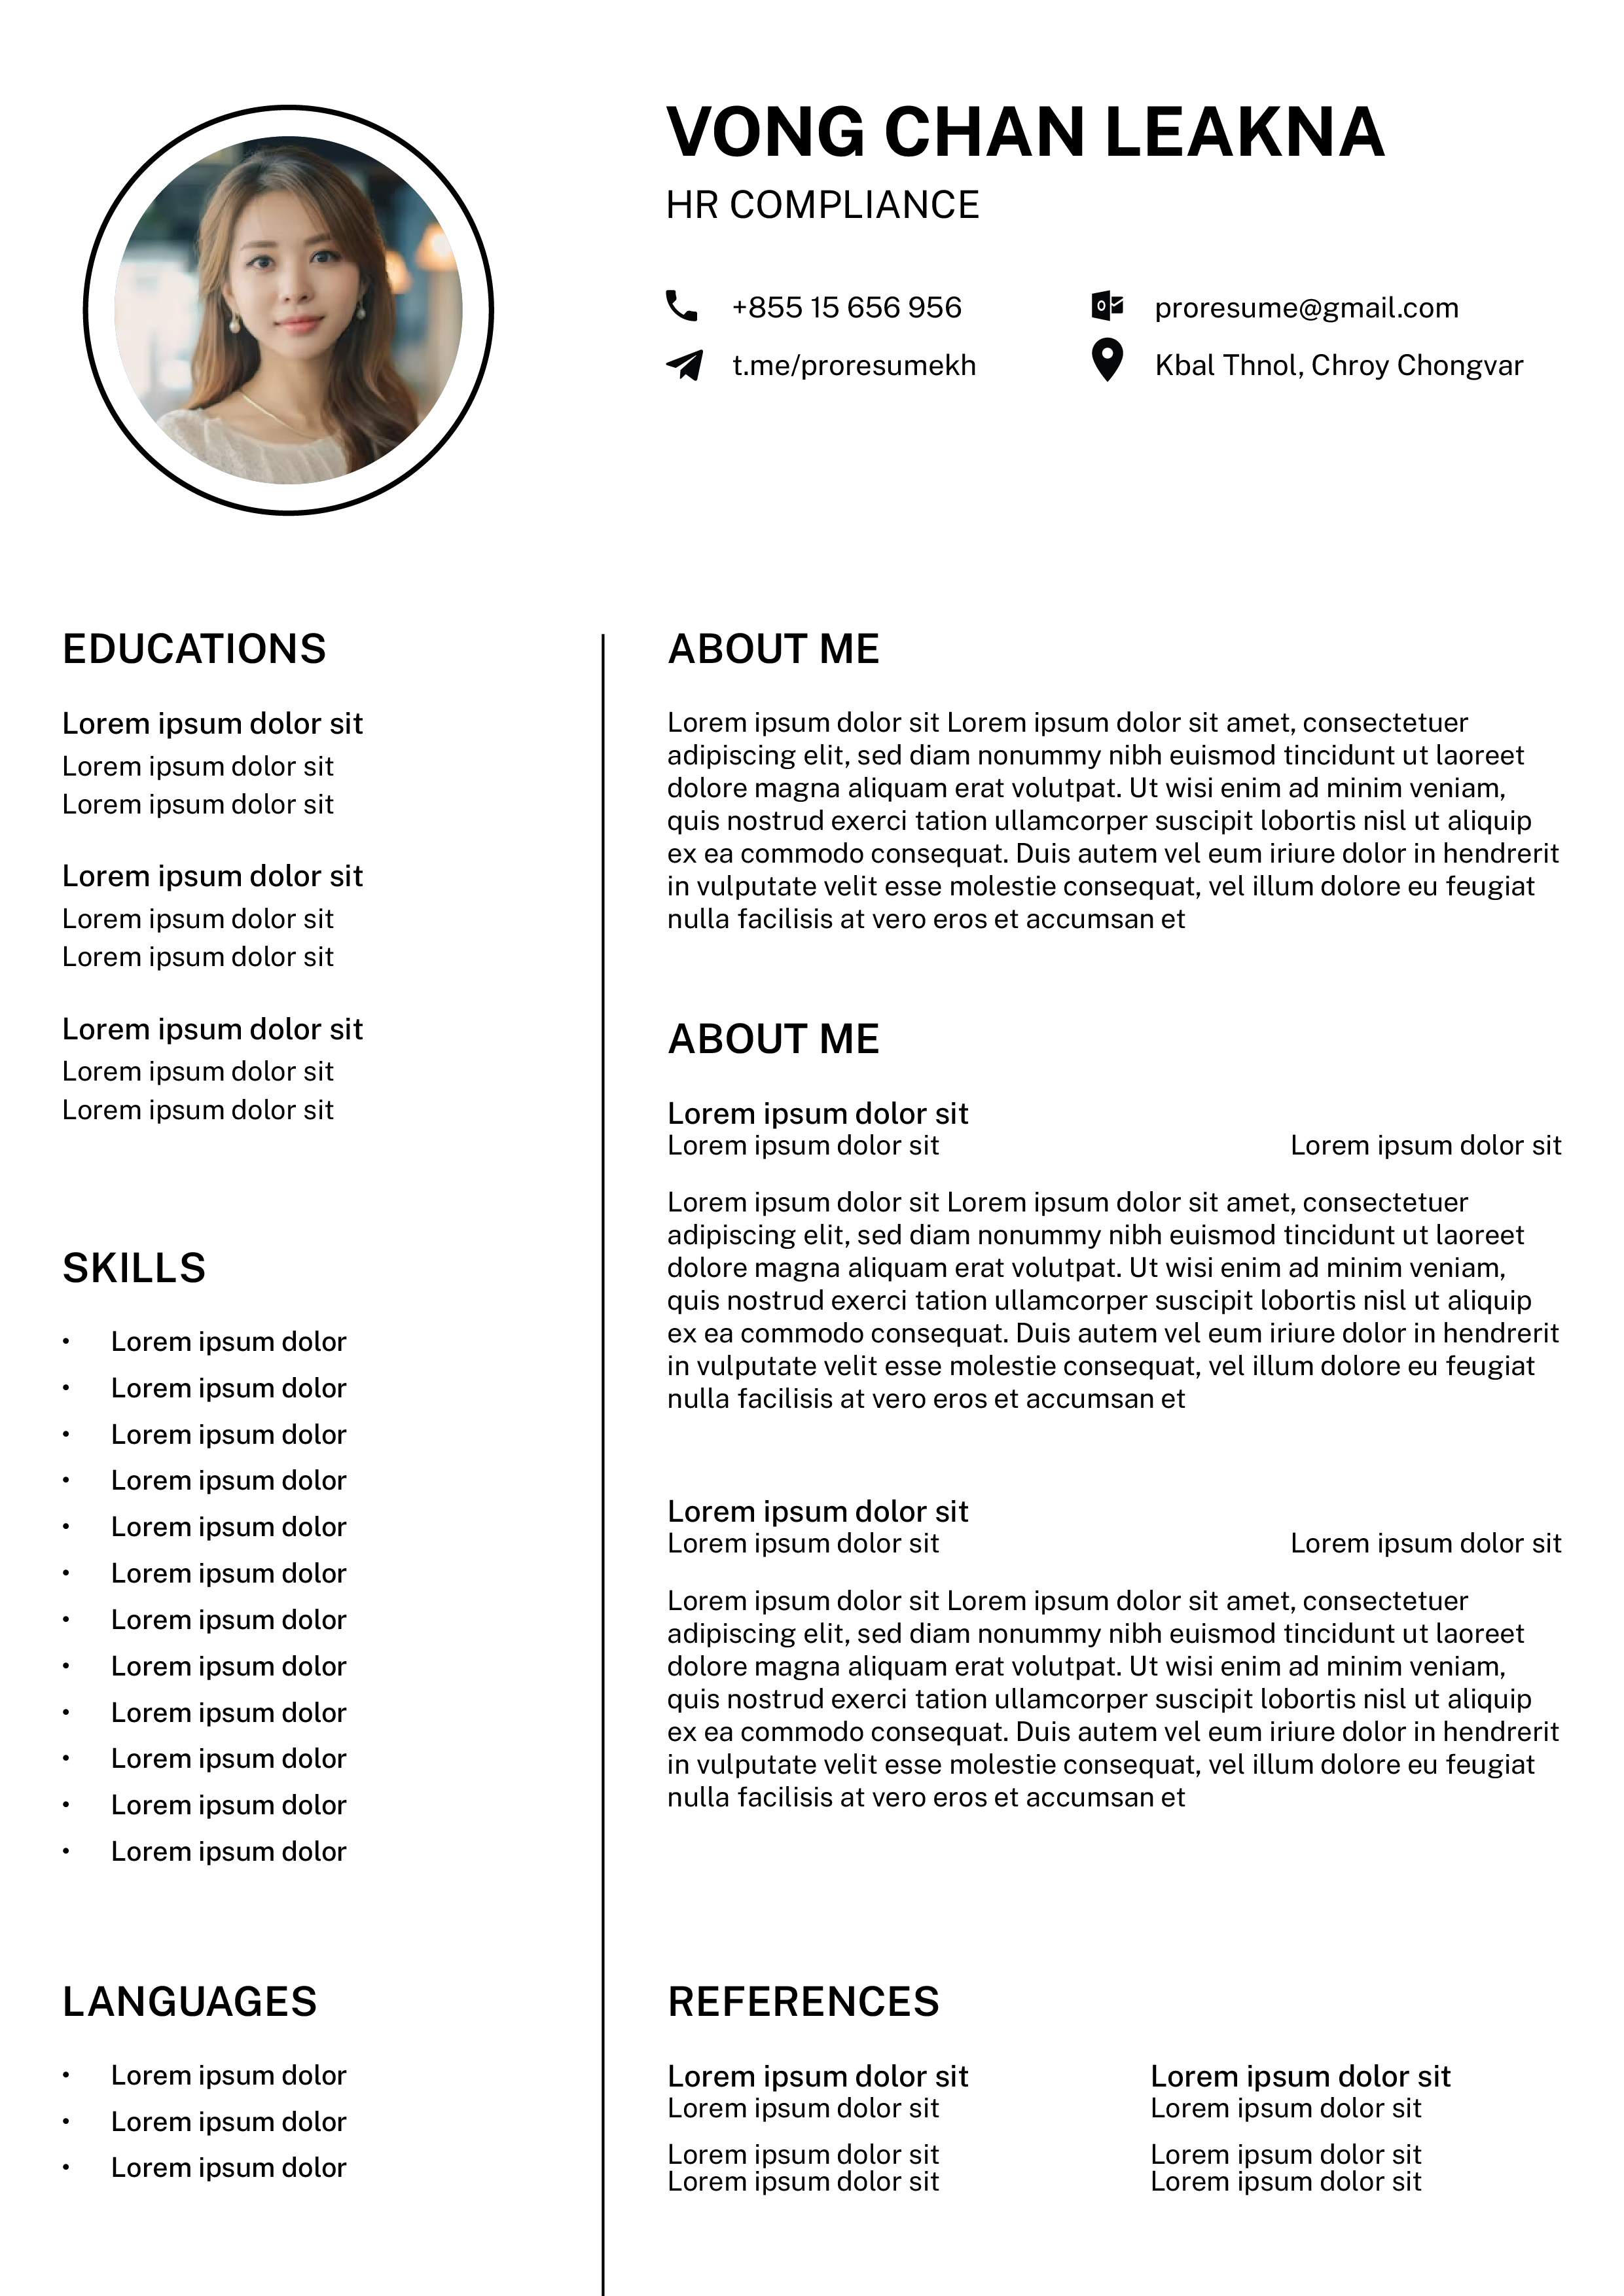 VONG CHAN LEAKNA
HR COMPLIANCE
+855 15 656 956
proresume@gmail.com
t.me/proresumekh
Kbal Thnol, Chroy Chongvar
EDUCATIONS
Lorem ipsum dolor sit
Lorem ipsum dolor sit
Lorem ipsum dolor sit
Lorem ipsum dolor sit
Lorem ipsum dolor sit
Lorem ipsum dolor sit
Lorem ipsum dolor sit
Lorem ipsum dolor sit
Lorem ipsum dolor sit
SKILLS
• Lorem ipsum dolor
• Lorem ipsum dolor
• Lorem ipsum dolor
• Lorem ipsum dolor
• Lorem ipsum dolor
• Lorem ipsum dolor
• Lorem ipsum dolor
• Lorem ipsum dolor
• Lorem ipsum dolor
• Lorem ipsum dolor
• Lorem ipsum dolor
• Lorem ipsum dolor
LANGUAGES
• Lorem ipsum dolor
• Lorem ipsum dolor
• Lorem ipsum dolor
ABOUT ME
Lorem ipsum dolor sit Lorem ipsum dolor sit amet, consectetuer
adipiscing elit, sed diam nonummy nibh euismod tincidunt ut laoreet
dolore magna aliquam erat volutpat. Ut wisi enim ad minim veniam,
quis nostrud exerci tation ullamcorper suscipit lobortis nisl ut aliquip
ex ea commodo consequat. Duis autem vel eum iriure dolor in hendrerit
in vulputate velit esse molestie consequat, vel illum dolore eu feugiat
nulla facilisis at vero eros et accumsan et
ABOUT ME
Lorem ipsum dolor sit
Lorem ipsum dolor sit Lorem ipsum dolor sit
Lorem ipsum dolor sit Lorem ipsum dolor sit amet, consectetuer
adipiscing elit, sed diam nonummy nibh euismod tincidunt ut laoreet
dolore magna aliquam erat volutpat. Ut wisi enim ad minim veniam,
quis nostrud exerci tation ullamcorper suscipit lobortis nisl ut aliquip
ex ea commodo consequat. Duis autem vel eum iriure dolor in hendrerit
in vulputate velit esse molestie consequat, vel illum dolore eu feugiat
nulla facilisis at vero eros et accumsan et
Lorem ipsum dolor sit
Lorem ipsum dolor sit Lorem ipsum dolor sit
Lorem ipsum dolor sit Lorem ipsum dolor sit amet, consectetuer
adipiscing elit, sed diam nonummy nibh euismod tincidunt ut laoreet
dolore magna aliquam erat volutpat. Ut wisi enim ad minim veniam,
quis nostrud exerci tation ullamcorper suscipit lobortis nisl ut aliquip
ex ea commodo consequat. Duis autem vel eum iriure dolor in hendrerit
in vulputate velit esse molestie consequat, vel illum dolore eu feugiat
nulla facilisis at vero eros et accumsan et
REFERENCES
Lorem ipsum dolor sit
Lorem ipsum dolor sit
Lorem ipsum dolor sit
Lorem ipsum dolor sit
Lorem ipsum dolor sit
Lorem ipsum dolor sit
Lorem ipsum dolor sit
Lorem ipsum dolor sit